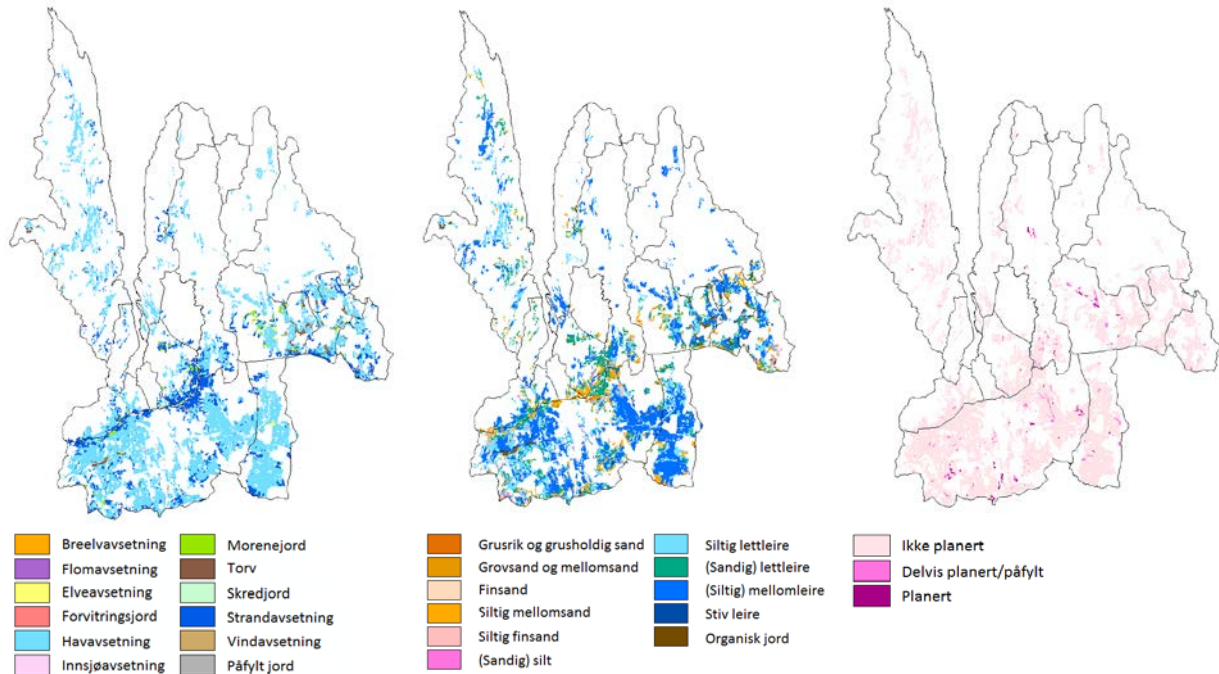 Breelvavsetning
Flomavsetning
Elveavsetning
Forvitringsjord
Havavsetning
Innsjøavsetning
Morenejord
Torv
Skredjord
Strandavsetning
Vindavsetning
Påfylt jord
Grusrik og grusholdig sand
Grovsand og mellomsand
Finsand
Siltig mellomsand
Siltig finsand
(Sandig) silt
Siltig lettleire
(Sandig) lettleire
(Siltig) mellomleire
Stiv leire
Organisk jord
Ikke planert
Delvis planert/påfylt
Planert